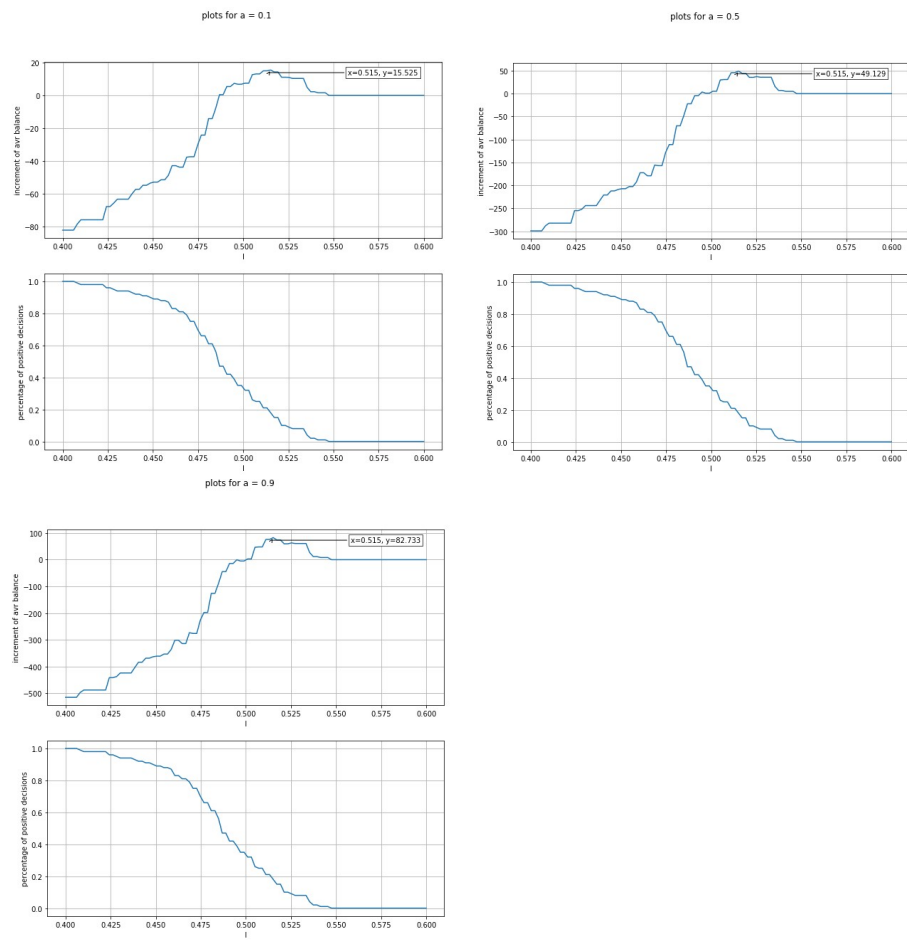 plots for a = 0.1
20
0
−20
−40
−60
−80
increment of avr balance
x=0.515, y=15.525
0.400 0.425 0.450 0.475 0.500 0.525 0.550 0.575 0.600
l
1.0
0.8
0.6
0.4
0.2
0.0
percentage of positive decisions
0.400 0.425 0.450 0.475 0.500 0.525 0.550 0.575 0.600
l
plots for a = 0.5
50
0
−50
−100
−150
−200
−250
−300
increment of avr balance
x=0.515, y=49.129
0.400 0.425 0.450 0.475 0.500 0.525 0.550 0.575 0.600
l
1.0
0.8
0.6
0.4
0.2
0.0
percentage of positive decisions
0.400 0.425 0.450 0.475 0.500 0.525 0.550 0.575 0.600
l
plots for a = 0.9
100
0
−100
−200
−300
−400
−500
increment of avr balance
x=0.515, y=82.733
0.400 0.425 0.450 0.475 0.500 0.525 0.550 0.575 0.600
l
1.0
0.8
0.6
0.4
0.2
0.0
percentage of positive decisions
0.400 0.425 0.450 0.475 0.500 0.525 0.550 0.575 0.600
l